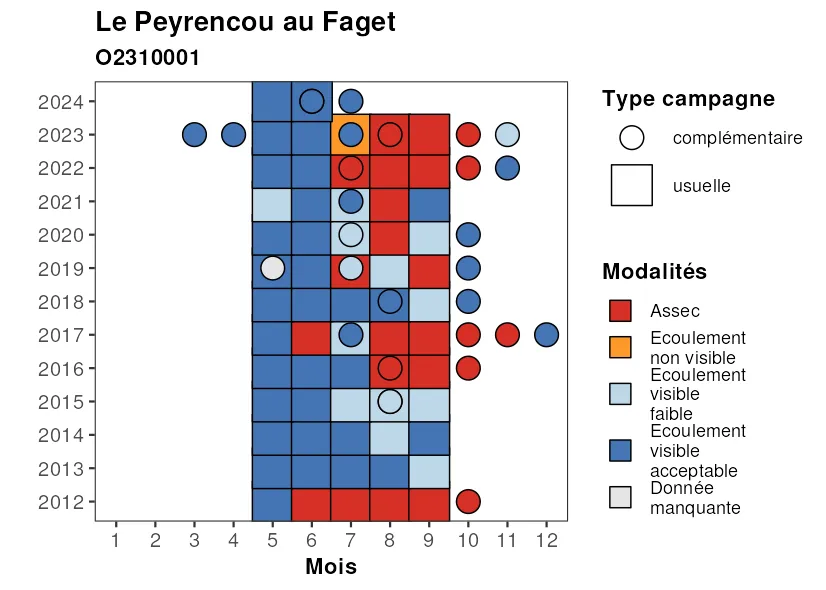 Le Peyrencou au Faget
O2310001
2024
2023
2022
2021
2020
2019
2018
2017
2016
2015
2014
2013
2012
1 2 3 4 5 6 7 8 9 10 11 12
Mois
Type campagne
complémentaire
usuelle
Modalités
Assec
Ecoulement
non visible
Ecoulement
visible
faible
Ecoulement
visible
acceptable
Donnée
manquante